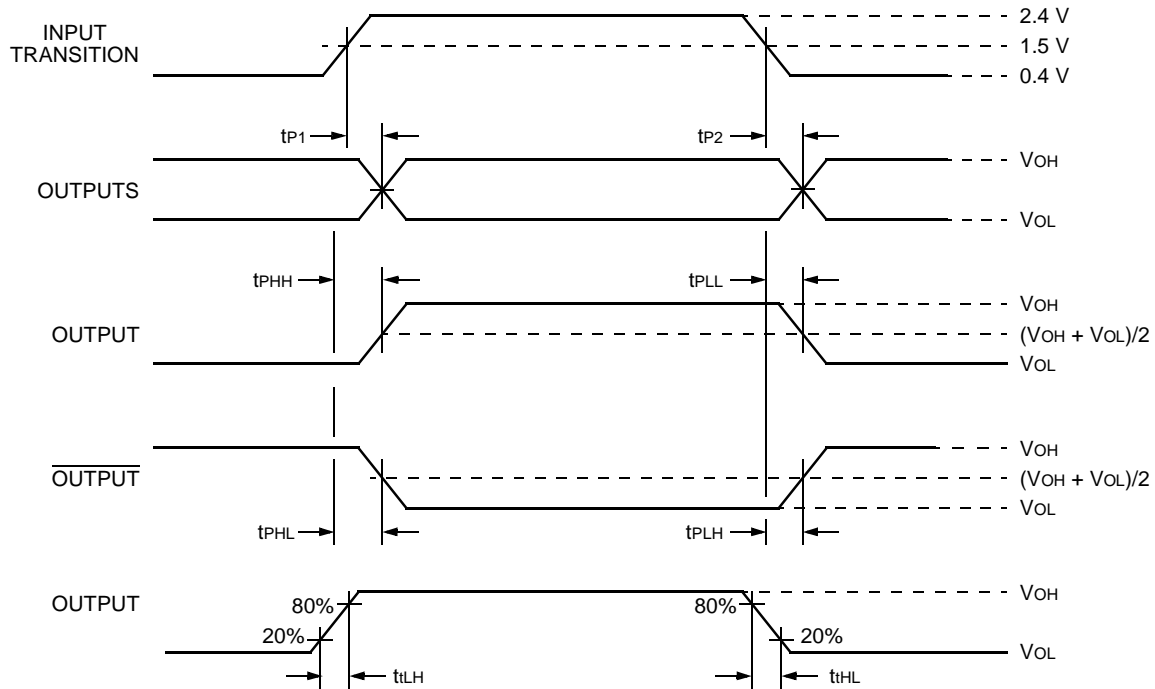 INPUT
TRANSITION
2.4 V
1.5 V
0.4 V
tP1
tP2
OUTPUTS
VOH
VOL
tPHH
tPLL
OUTPUT
VOH
(VOH + VOL)/2
VOL
OUTPUT
VOH
(VOH + VOL)/2
VOL
tPHL
tPLH
OUTPUT
80%
80%
VOH
20%
20%
VOL
ttLH
ttHL